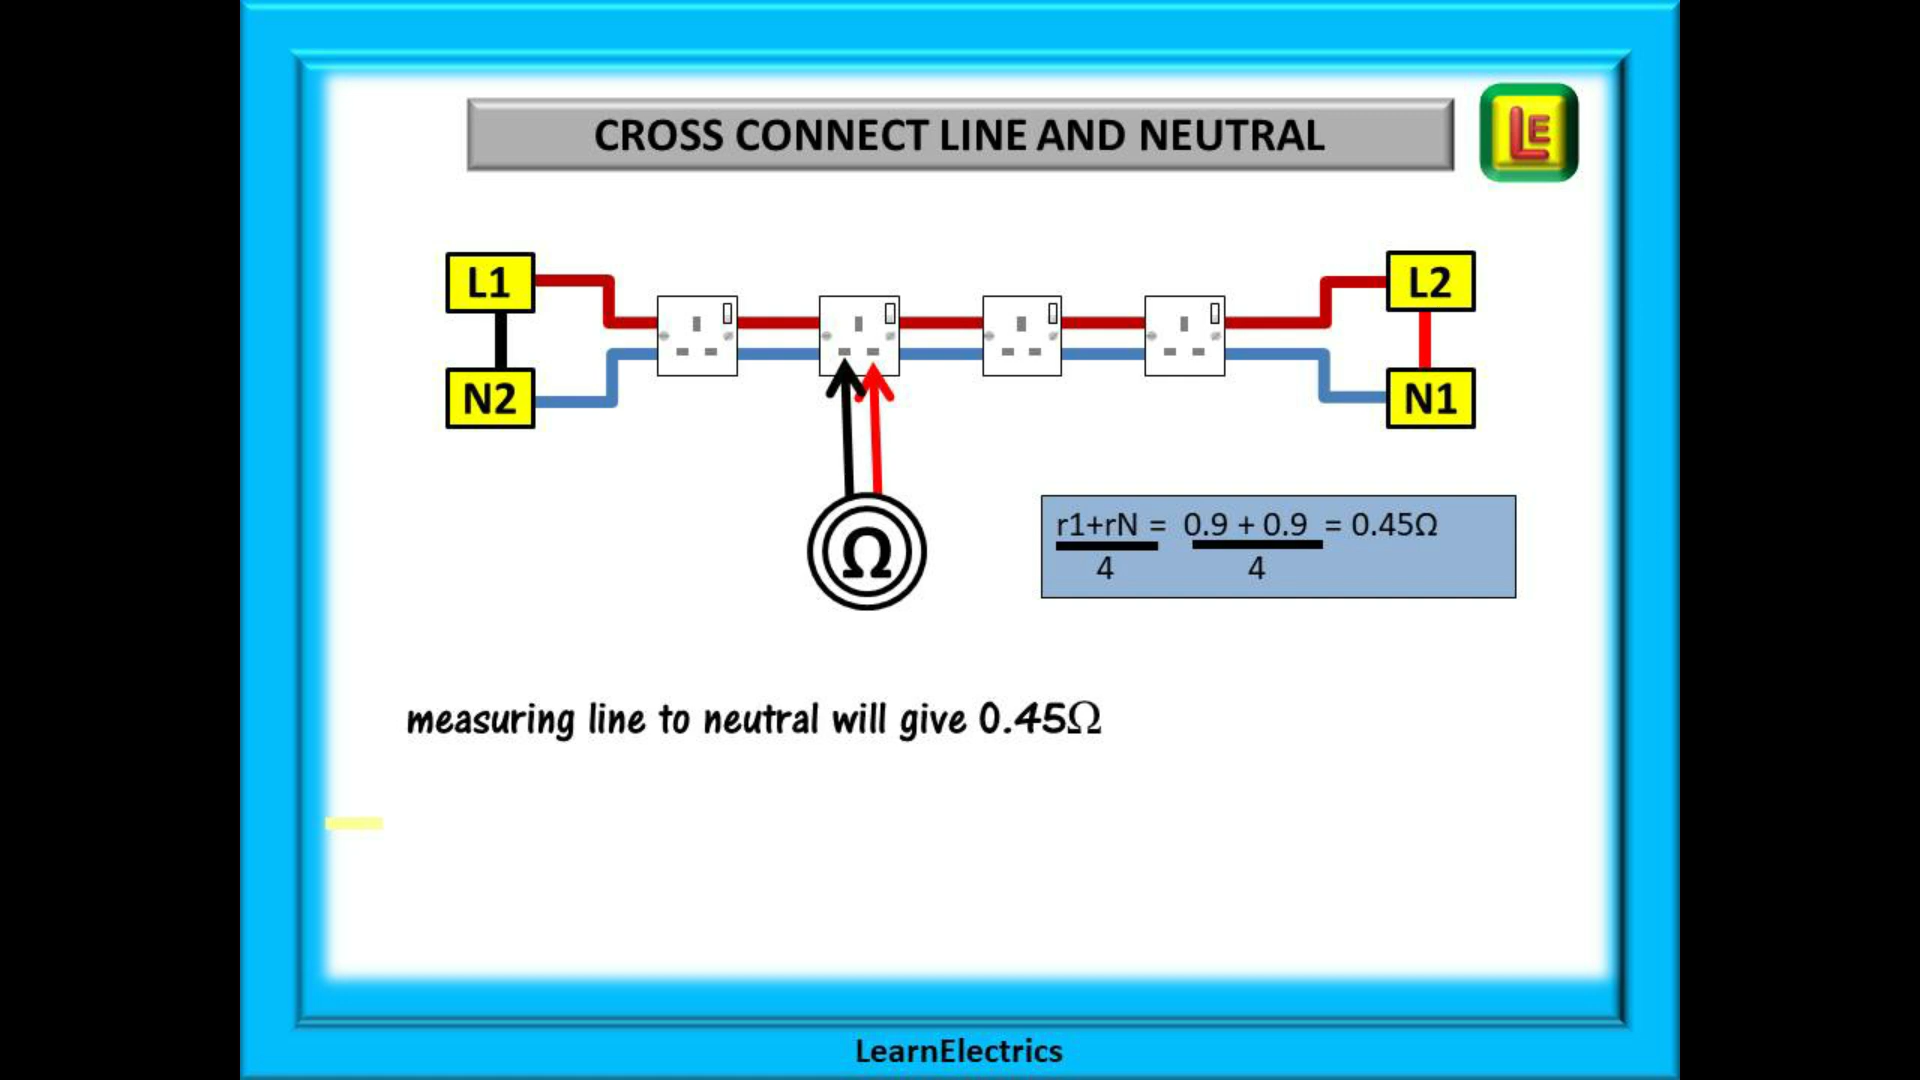 CROSS CONNECT LINE AND NEUTRAL
LE
L1
L2
N2
N1
Ω
r1+rN = 0.9 + 0.9 = 0.45Ω
4 4
measuring line to neutral will give 0.45Ω
LearnElectrics